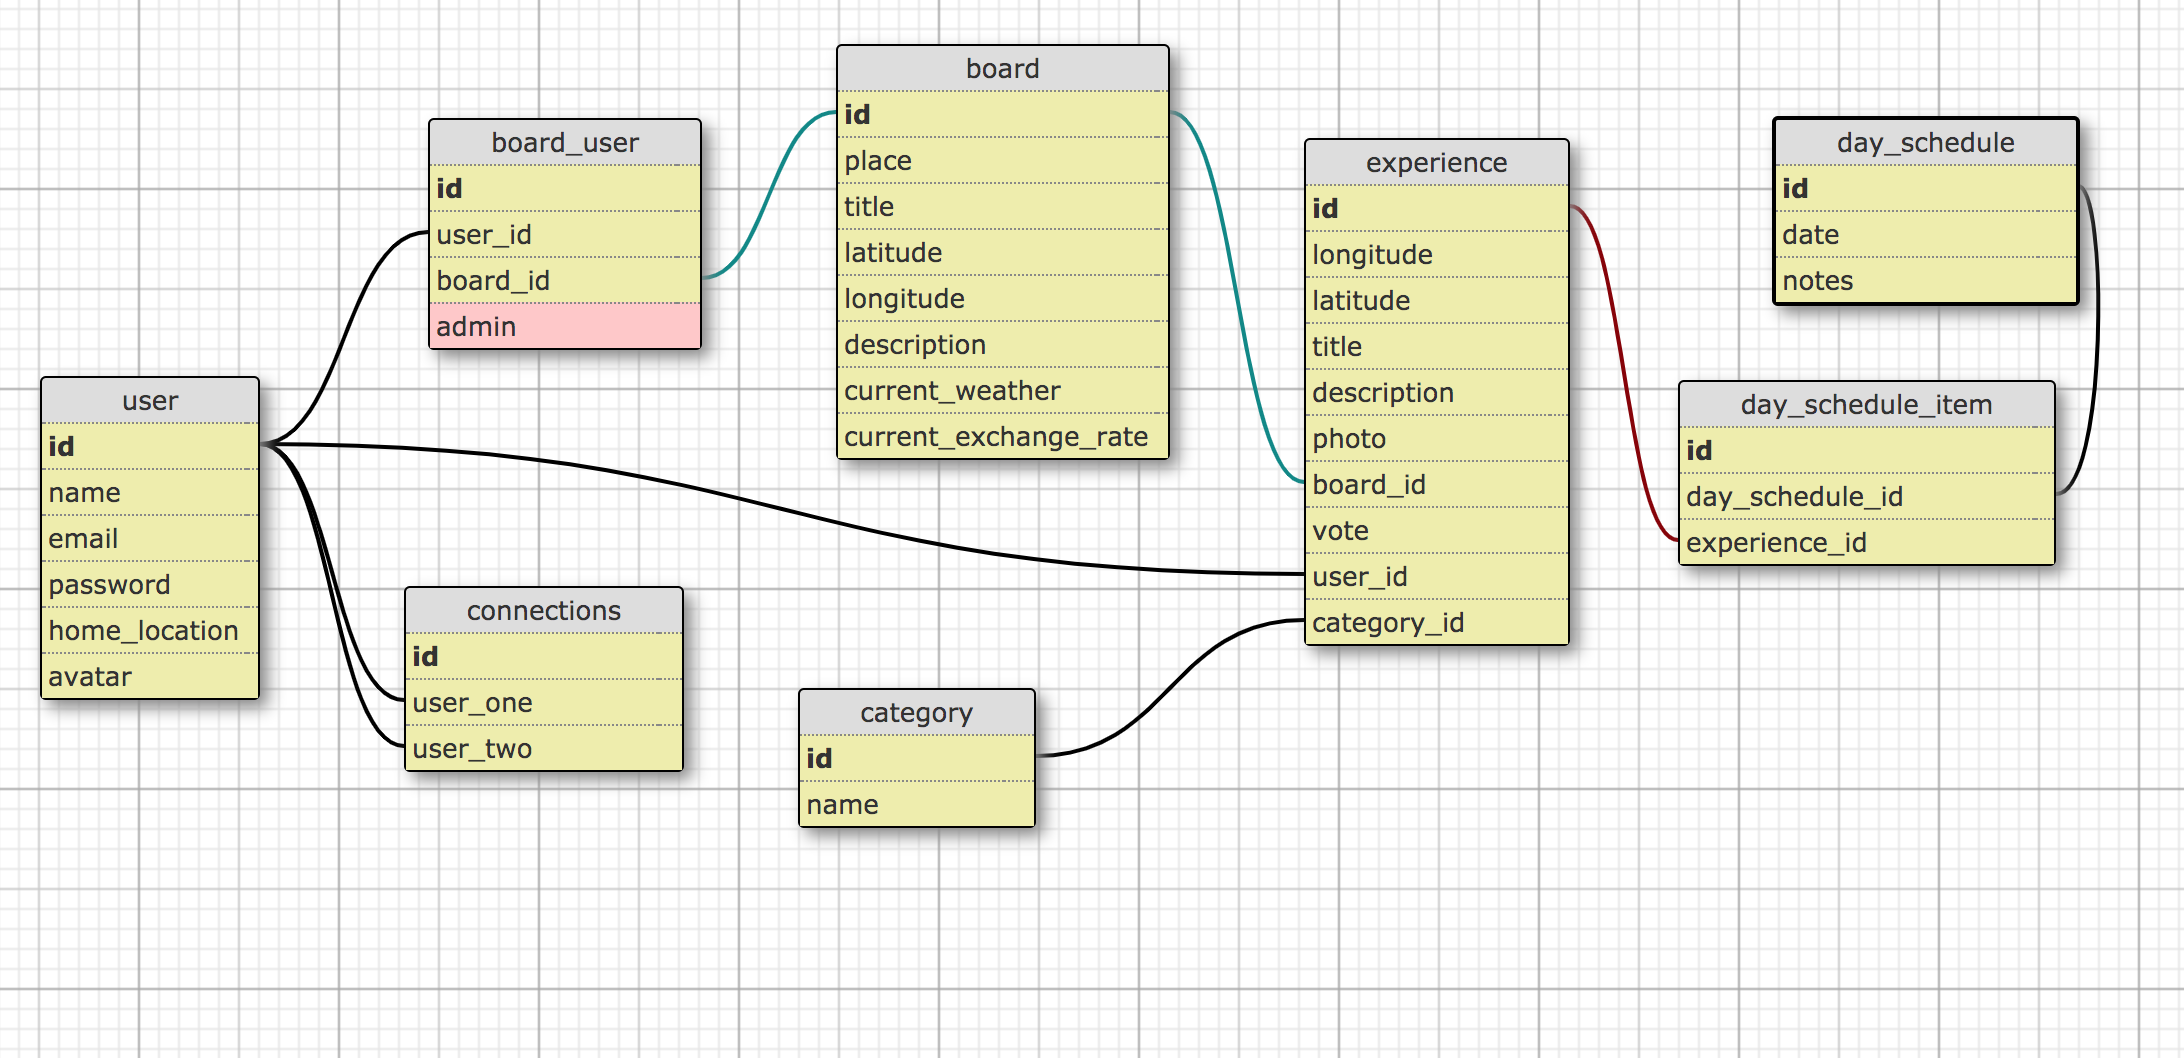 user
id
name
email
password
home_location
avatar
board_user
id
user_id
board_id
admin
connections
id
user_one
user_two
board
id
place
title
latitude
longitude
description
current_weather
current_exchange_rate
category
id
name
experience
id
longitude
latitude
title
description
photo
board_id
vote
user_id
category_id
day_schedule
id
date
notes
day_schedule_item
id
day_schedule_id
experience_id